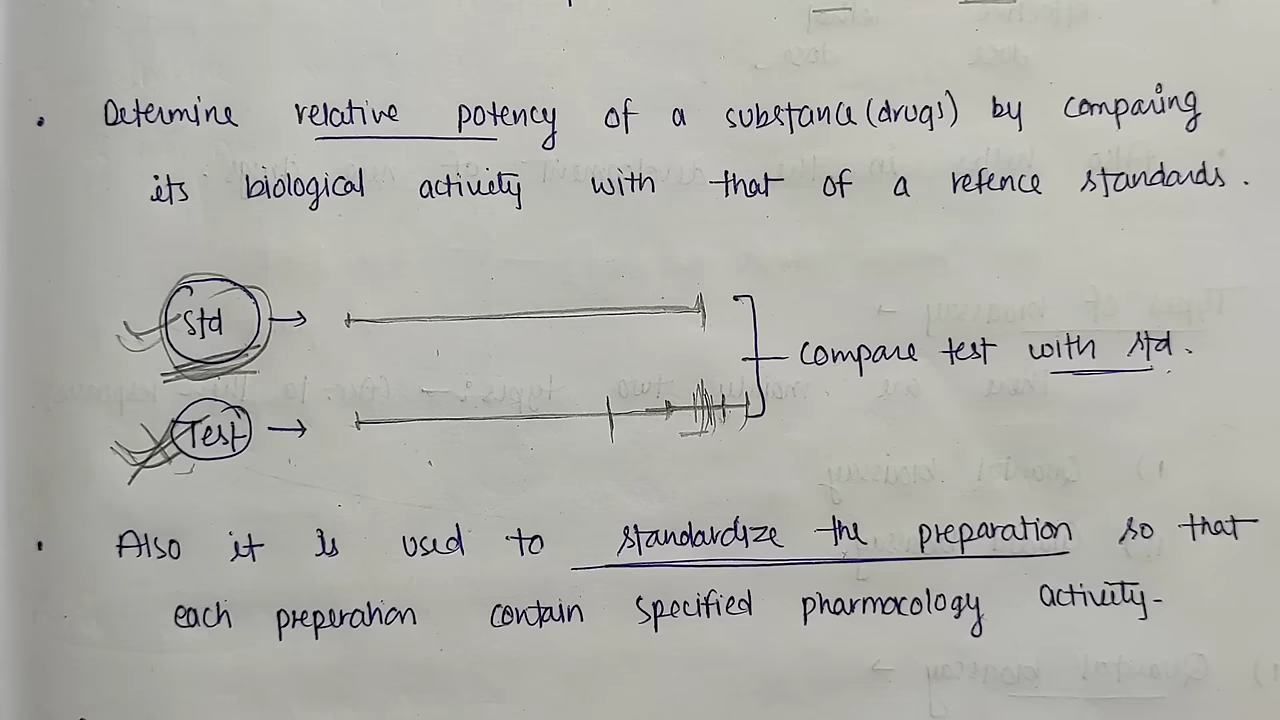 • Determine relative potency of a substance (drugs) by comparing
its biological activity with that of a refence standards.
Std →
compare test with std.
Test →
• Also it is used to standardize the preparation so that
each preperation contain specified pharmocology activity-